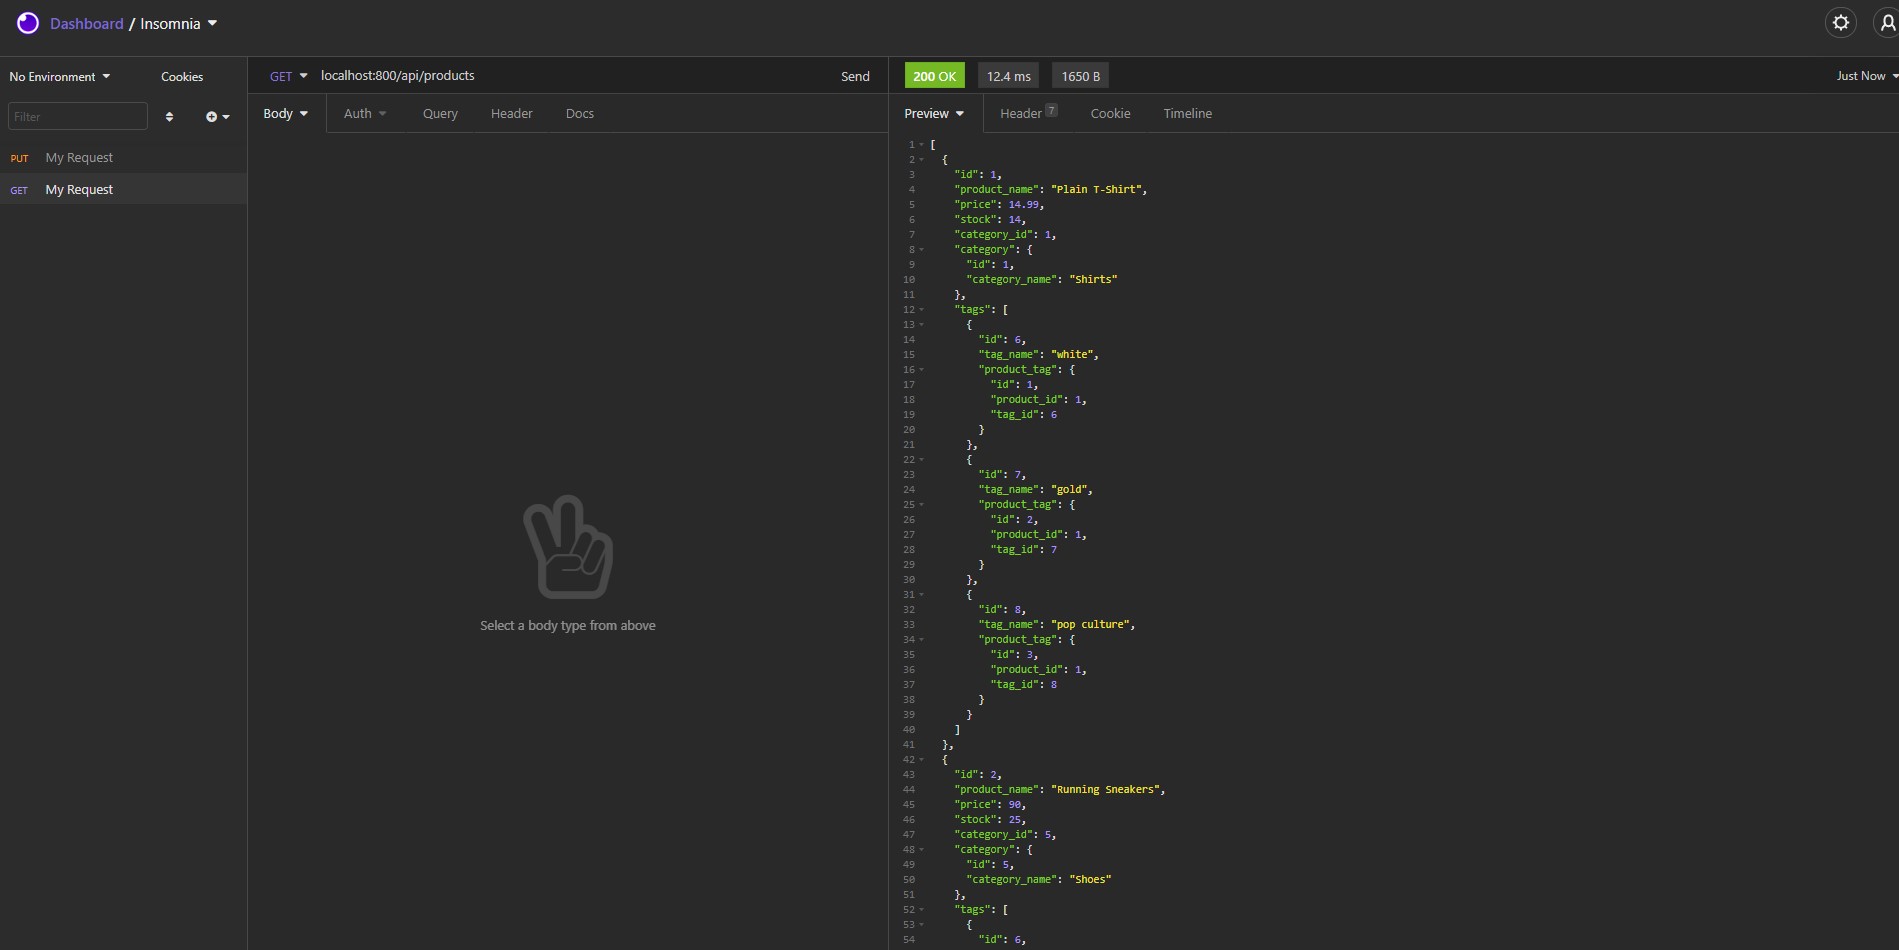 Dashboard / Insomnia
No Environment Cookies
Filter
PUT My Request
GET My Request
GET localhost:800/api/products Send
Body Auth Query Header Docs
Select a body type from above
200 OK 12.4 ms 1650 B Just Now
Preview Header 7 Cookie Timeline
1 [
2 {
3 "id": 1,
4 "product_name": "Plain T-Shirt",
5 "price": 14.99,
6 "stock": 14,
7 "category_id": 1,
8 "category": {
9 "id": 1,
10 "category_name": "Shirts"
11 },
12 "tags": [
13 {
14 "id": 6,
15 "tag_name": "white",
16 "product_tag": {
17 "id": 1,
18 "product_id": 1,
19 "tag_id": 6
20 }
21 },
22 {
23 "id": 7,
24 "tag_name": "gold",
25 "product_tag": {
26 "id": 2,
27 "product_id": 1,
28 "tag_id": 7
29 }
30 },
31 {
32 "id": 8,
33 "tag_name": "pop culture",
34 "product_tag": {
35 "id": 3,
36 "product_id": 1,
37 "tag_id": 8
38 }
39 }
40 ]
41 },
42 {
43 "id": 2,
44 "product_name": "Running Sneakers",
45 "price": 90,
46 "stock": 25,
47 "category_id": 5,
48 "category": {
49 "id": 5,
50 "category_name": "Shoes"
51 },
52 "tags": [
53 {
54 "id": 6,